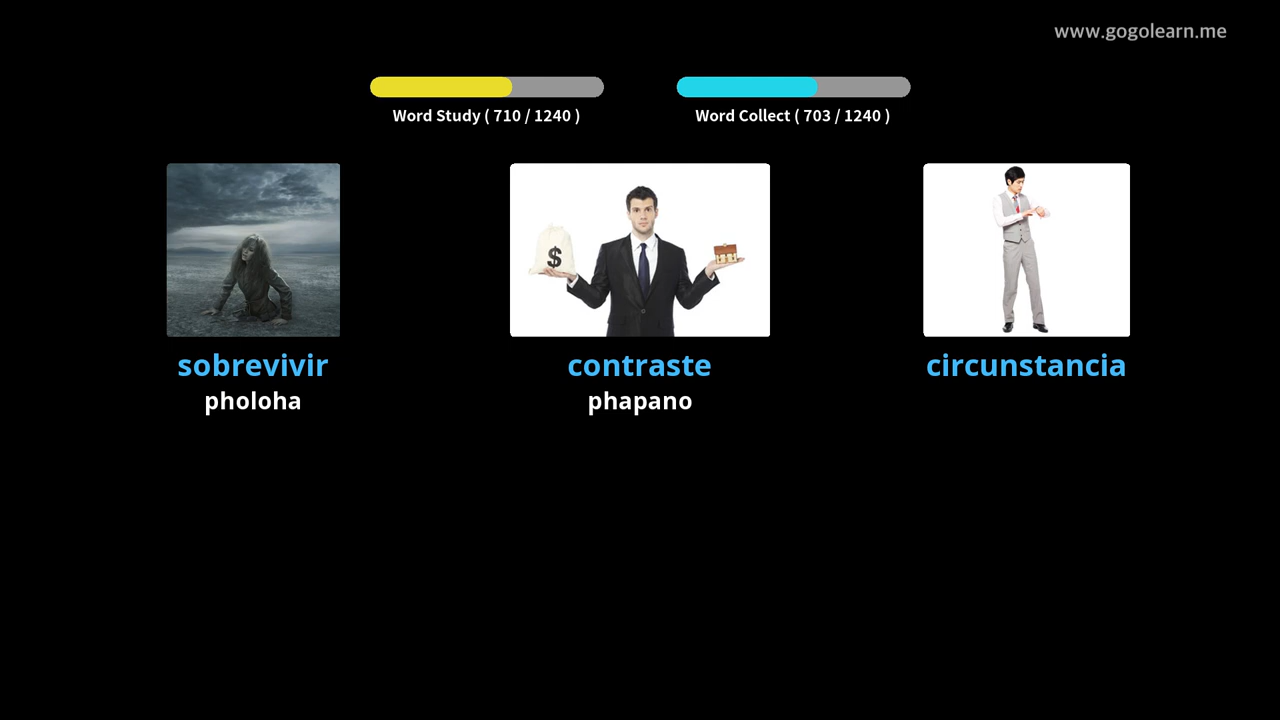 www.gogolearn.me
Word Study ( 710 / 1240 )
Word Collect ( 703 / 1240 )
$
sobrevivir
contraste
circunstancia
pholoha
phapano